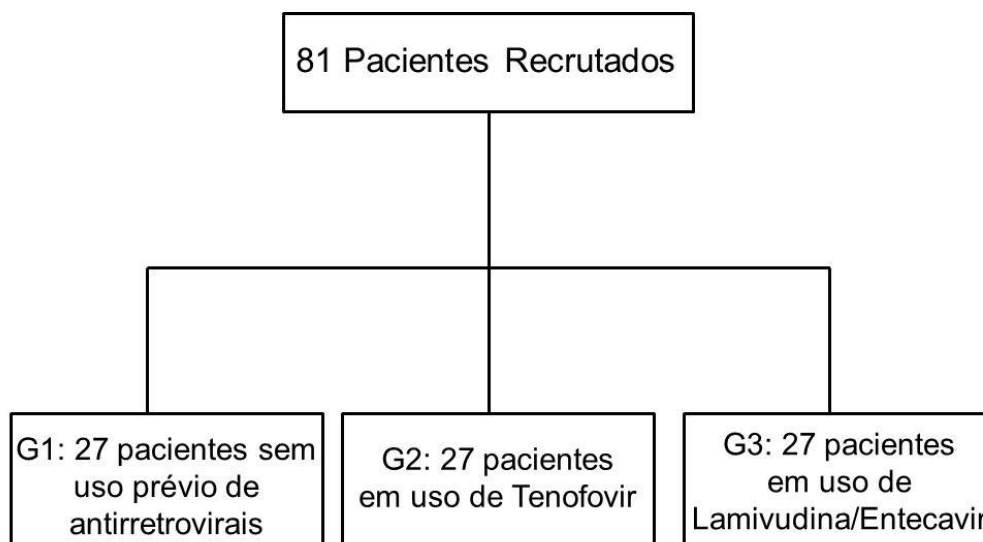 81 Pacientes Recrutados
G1: 27 pacientes sem
uso prévio de
antirretrovirais
G2: 27 pacientes
em uso de Tenofovir
G3: 27 pacientes
em uso de
Lamivudina/Entecavir